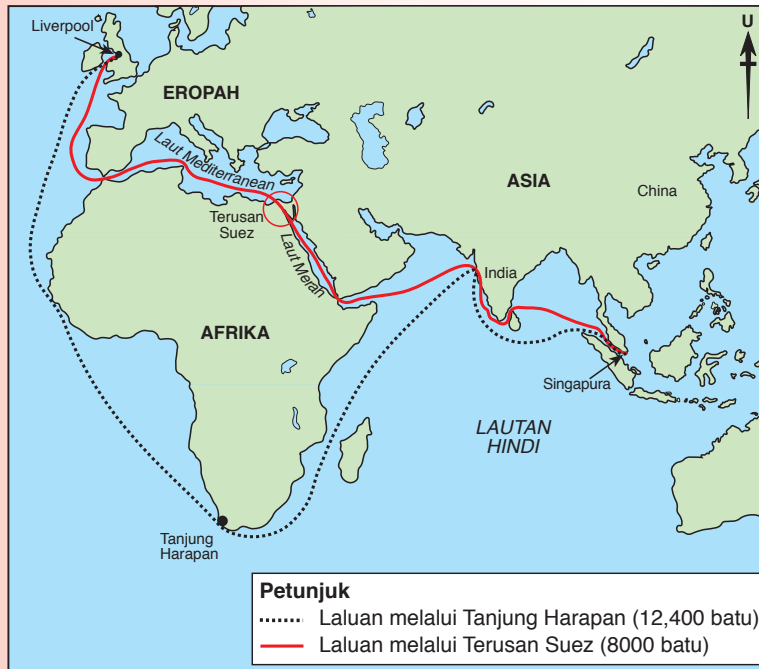 Liverpool
U
EROPAH
Laut Mediterranean
ASIA
China
Terusan
Suez
Laut Merah
India
AFRIKA
Singapura
LAUTAN
HINDI
Tanjung
Harapan
Petunjuk
Laluan melalui Tanjung Harapan (12,400 batu)
Laluan melalui Terusan Suez (8000 batu)